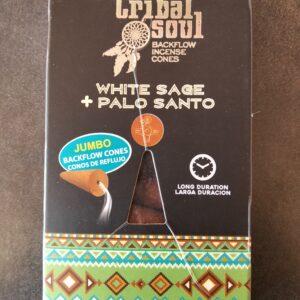 Tribal
SOUL
BACKFLOW
INCENSE
CONES
WHITE SAGE
+ PALO SANTO
JUMBO
BACKFLOW CONES
CONOS DE REFLUJO
LONG DURATION
LARGA DURACION